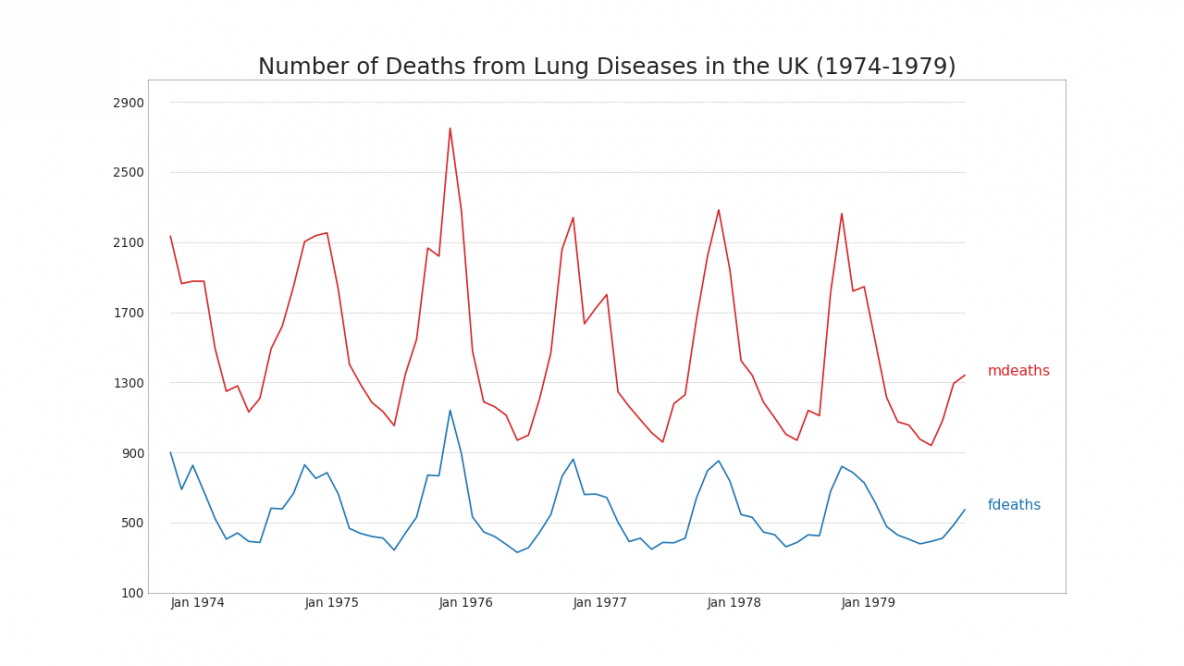 Number of Deaths from Lung Diseases in the UK (1974-1979)
2900
2500
2100
1700
1300
900
500
100
mdeaths
fdeaths
Jan 1974 Jan 1975 Jan 1976 Jan 1977 Jan 1978 Jan 1979